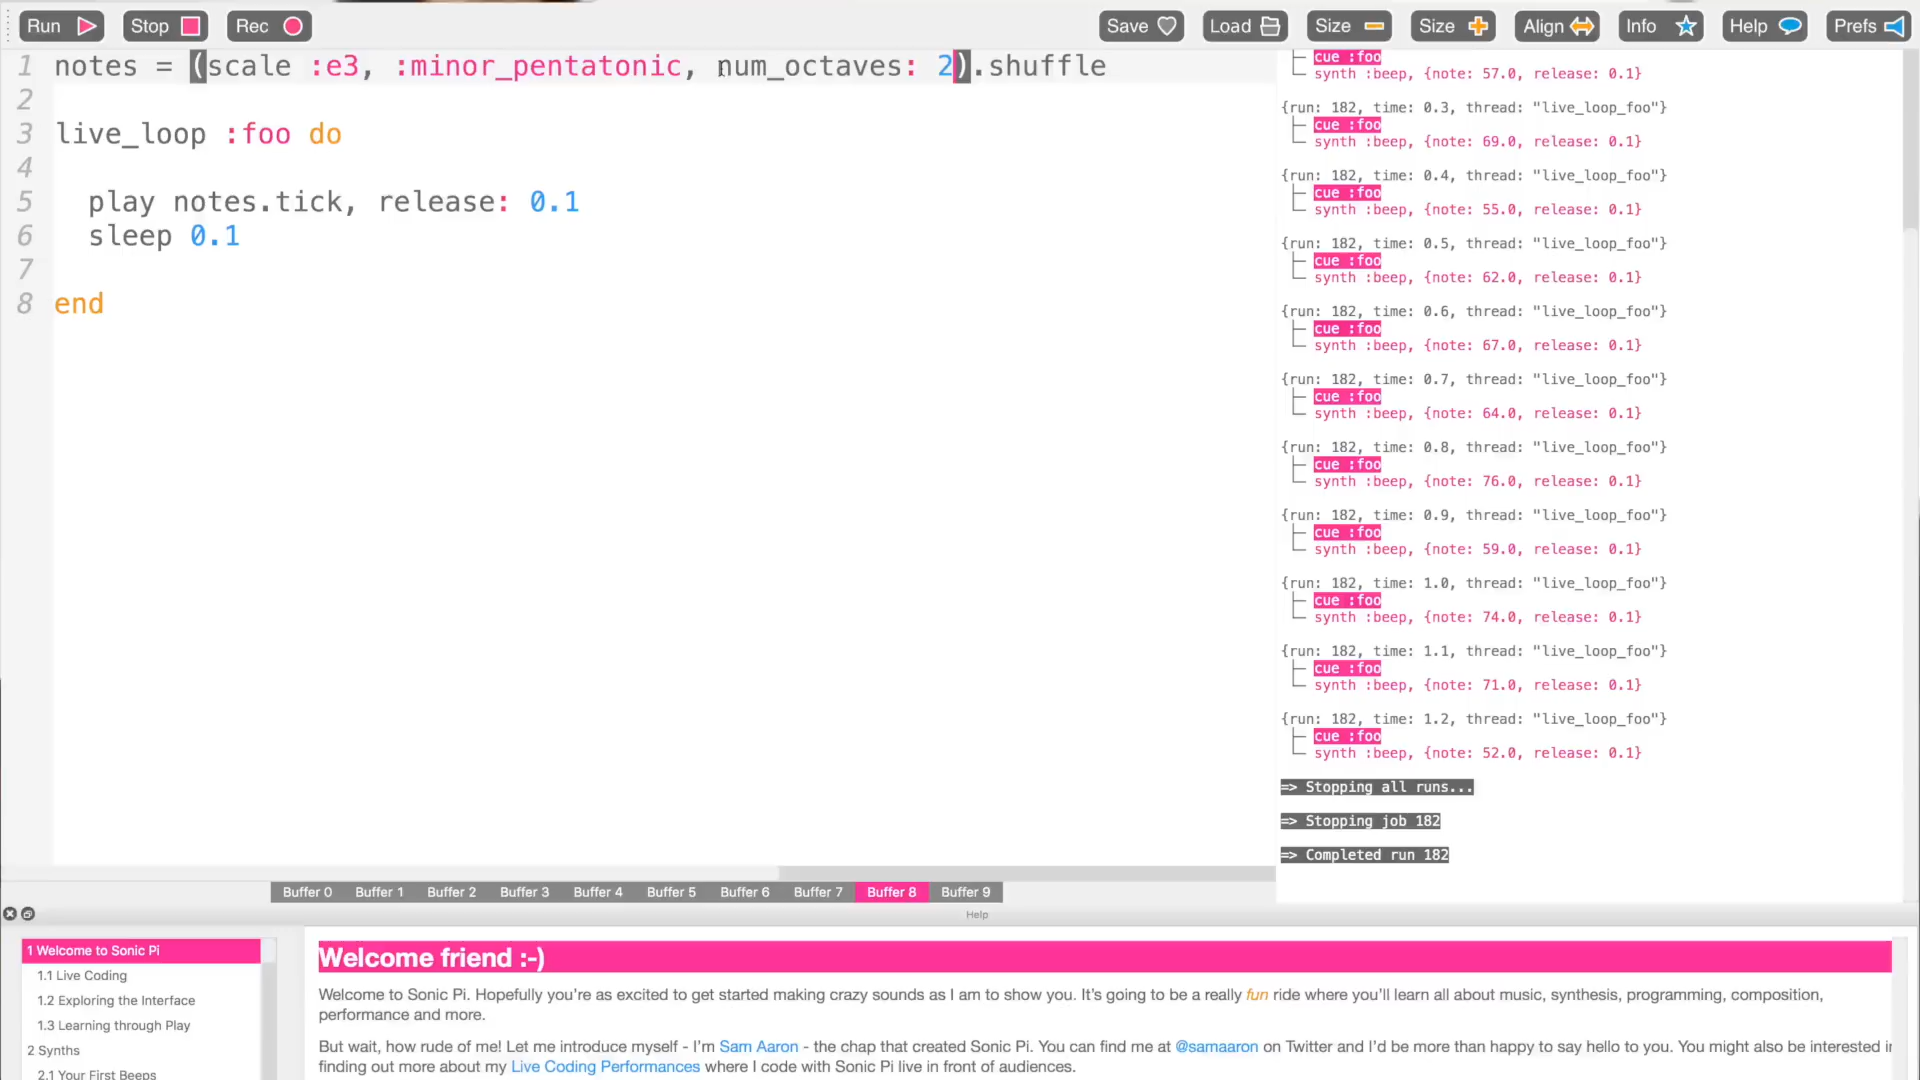 Run Stop Rec Save Load Size Size Align Info Help Prefs
1 notes = (scale :e3, :minor_pentatonic, num_octaves: 2).shuffle
2
3 live_loop :foo do
4
5 play notes.tick, release: 0.1
6 sleep 0.1
7
8 end
cue :foo
synth :beep, {note: 57.0, release: 0.1}
{run: 182, time: 0.3, thread: "live_loop_foo"}
cue :foo
synth :beep, {note: 69.0, release: 0.1}
{run: 182, time: 0.4, thread: "live_loop_foo"}
cue :foo
synth :beep, {note: 55.0, release: 0.1}
{run: 182, time: 0.5, thread: "live_loop_foo"}
cue :foo
synth :beep, {note: 62.0, release: 0.1}
{run: 182, time: 0.6, thread: "live_loop_foo"}
cue :foo
synth :beep, {note: 67.0, release: 0.1}
{run: 182, time: 0.7, thread: "live_loop_foo"}
cue :foo
synth :beep, {note: 64.0, release: 0.1}
{run: 182, time: 0.8, thread: "live_loop_foo"}
cue :foo
synth :beep, {note: 76.0, release: 0.1}
{run: 182, time: 0.9, thread: "live_loop_foo"}
cue :foo
synth :beep, {note: 59.0, release: 0.1}
{run: 182, time: 1.0, thread: "live_loop_foo"}
cue :foo
synth :beep, {note: 74.0, release: 0.1}
{run: 182, time: 1.1, thread: "live_loop_foo"}
cue :foo
synth :beep, {note: 71.0, release: 0.1}
{run: 182, time: 1.2, thread: "live_loop_foo"}
cue :foo
synth :beep, {note: 52.0, release: 0.1}
=> Stopping all runs...
=> Stopping job 182
=> Completed run 182
Buffer 0 Buffer 1 Buffer 2 Buffer 3 Buffer 4 Buffer 5 Buffer 6 Buffer 7 Buffer 8 Buffer 9
Help
1 Welcome to Sonic Pi
1.1 Live Coding
1.2 Exploring the Interface
1.3 Learning through Play
2 Synths
2.1 Your First Beeps
Welcome friend :-)
Welcome to Sonic Pi. Hopefully you're as excited to get started making crazy sounds as I am to show you. It's going to be a really fun ride where you'll learn all about music, synthesis, programming, composition,
performance and more.
But wait, how rude of me! Let me introduce myself - I'm Sam Aaron - the chap that created Sonic Pi. You can find me at @samaaron on Twitter and I'd be more than happy to say hello to you. You might also be interested in
finding out more about my Live Coding Performances where I code with Sonic Pi live in front of audiences.